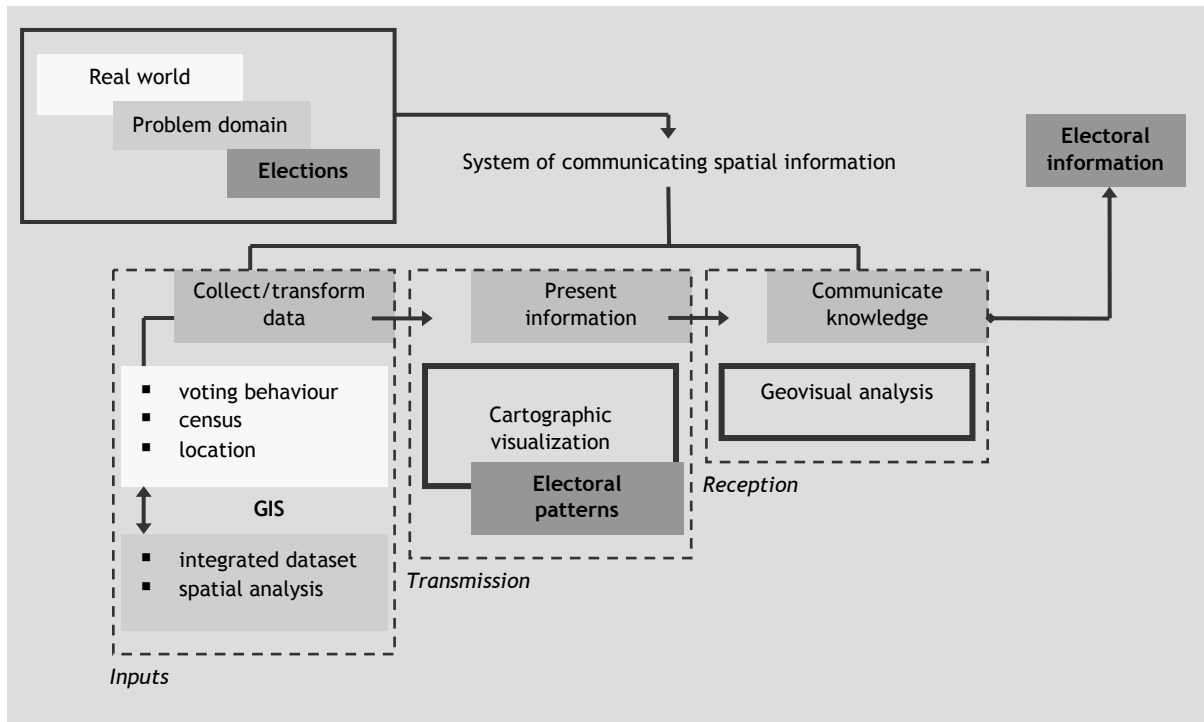 Real world
Problem domain
Elections
System of communicating spatial information
Electoral
information
Collect/transform
data
Present
information
Communicate
knowledge
▪ voting behaviour
▪ census
▪ location
GIS
▪ integrated dataset
▪ spatial analysis
Inputs
Cartographic
visualization
Electoral
patterns
Transmission
Geovisual analysis
Reception